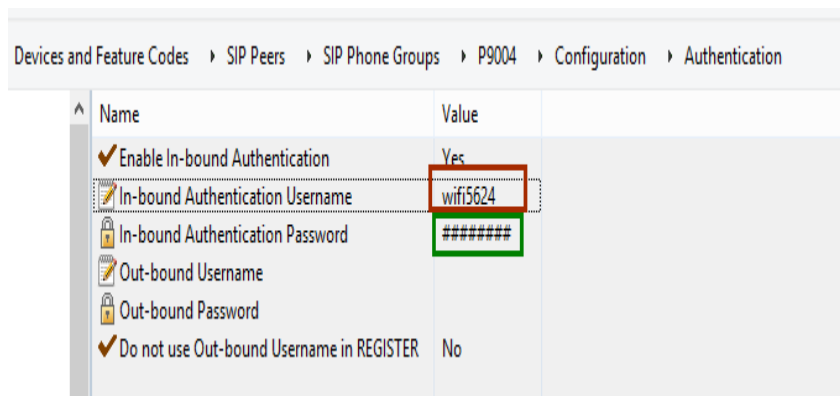 Devices and Feature Codes › SIP Peers › SIP Phone Groups › P9004 › Configuration › Authentication
Name Value
Enable In-bound Authentication Yes
In-bound Authentication Username wifi5624
In-bound Authentication Password ########
Out-bound Username
Out-bound Password
Do not use Out-bound Username in REGISTER No